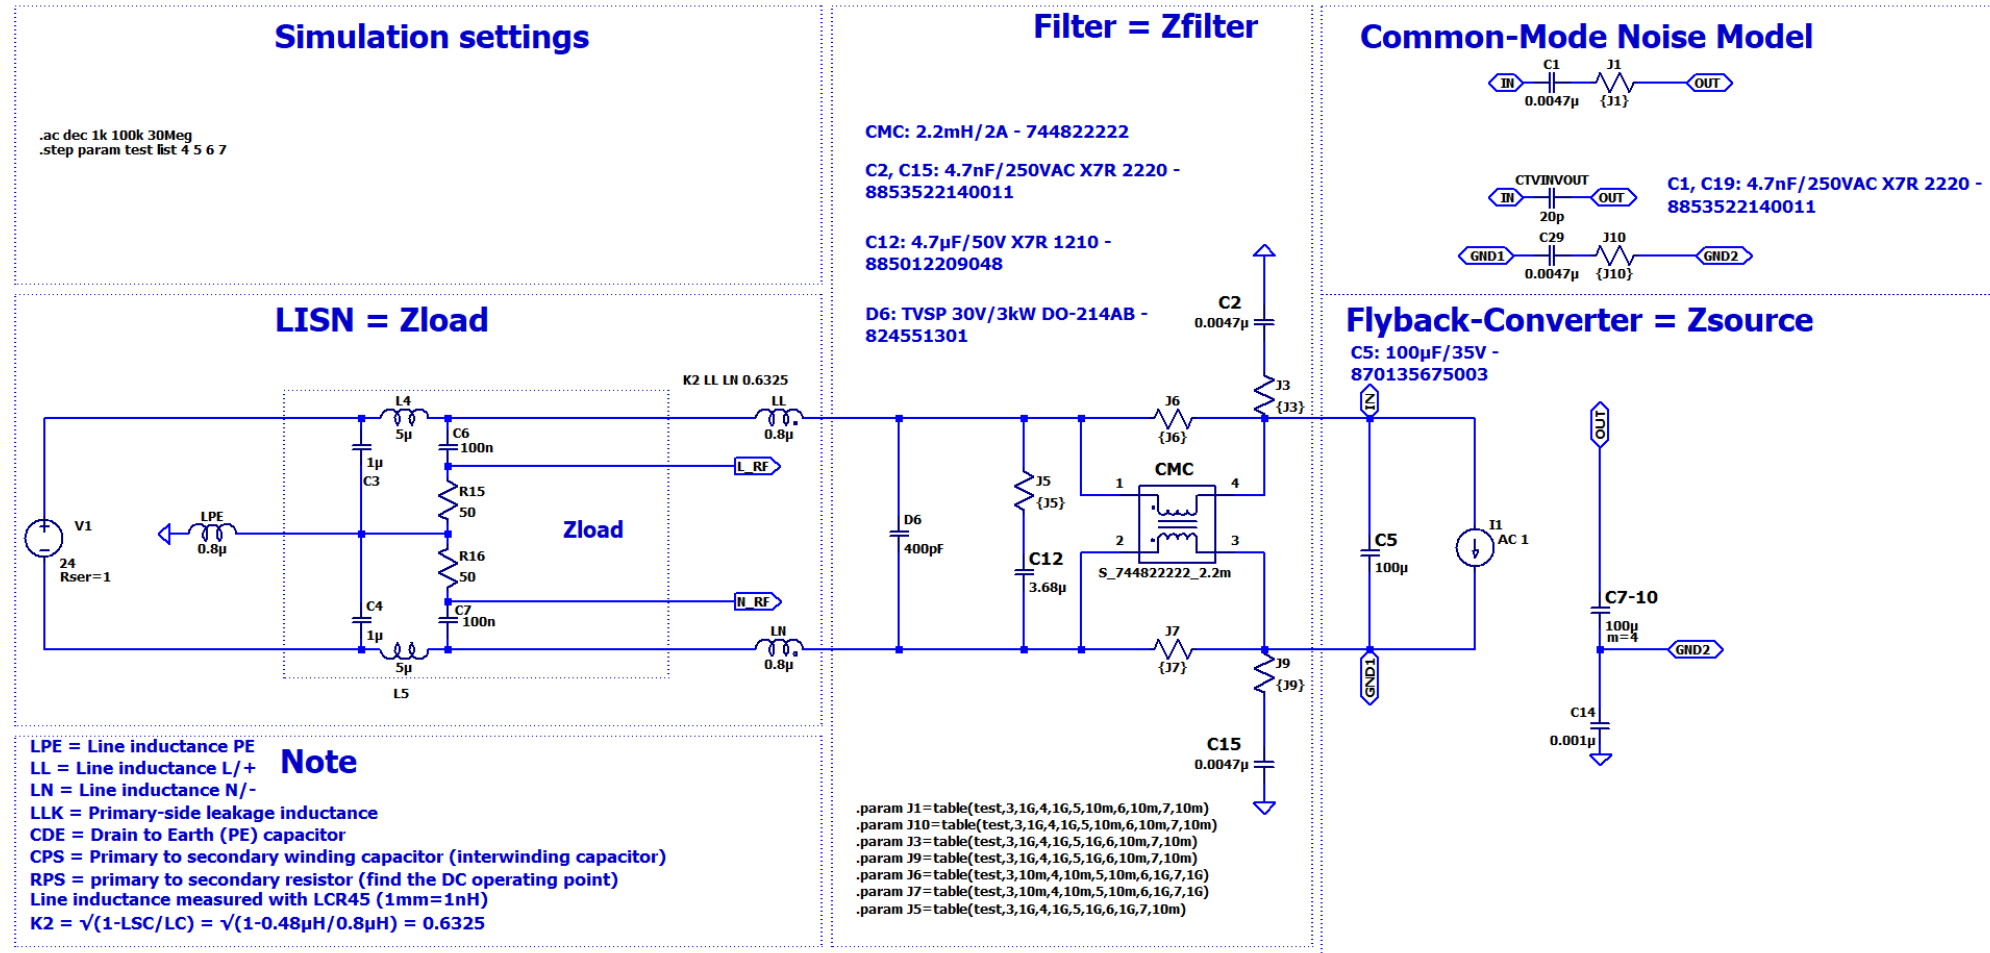 Simulation settings
.ac dec 1k 100k 30Meg
.step param test list 4 5 6 7
Filter = Zfilter
CMC: 2.2mH/2A - 744822222
C2, C15: 4.7nF/250VAC X7R 2220 -
8853522140011
C12: 4.7µF/50V X7R 1210 -
885012209048
D6: TVSP 30V/3kW DO-214AB -
824551301
C2
0.0047µ
J3
{J3}
J6
{J6}
CMC
1
4
2
3
S_744822222_2.2m
J5
{J5}
D6
400pF
C12
3.68µ
J7
{J7}
J9
{J9}
C15
0.0047µ
.param J1=table(test,3,1G,4,1G,5,10m,6,10m,7,10m)
.param J10=table(test,3,1G,4,1G,5,10m,6,10m,7,10m)
.param J3=table(test,3,1G,4,1G,5,1G,6,10m,7,10m)
.param J9=table(test,3,1G,4,1G,5,1G,6,10m,7,10m)
.param J6=table(test,3,10m,4,10m,5,10m,6,1G,7,1G)
.param J7=table(test,3,10m,4,10m,5,10m,6,1G,7,1G)
.param J5=table(test,3,1G,4,1G,5,1G,6,1G,7,10m)
Common-Mode Noise Model
C1
J1
IN
OUT
0.0047µ
{J1}
CTVINVOUT
IN
OUT
20p
C29
J10
GND1
GND2
0.0047µ
{J10}
C1, C19: 4.7nF/250VAC X7R 2220 -
8853522140011
LISN = Zload
K2 LL LN 0.6325
L4
5µ
LL
0.8µ
C6
100n
1µ
C3
L_RF
R15
50
LPE
0.8µ
Zload
V1
24
Rser=1
R16
50
C4
1µ
C7
100n
N_RF
LN
0.8µ
5µ
L5
Flyback-Converter = Zsource
C5: 100µF/35V -
870135675003
IN
OUT
I1
AC 1
C5
100µ
C7-10
100µ
m=4
GND1
GND2
C14
0.001µ
Note
LPE = Line inductance PE
LL = Line inductance L/+
LN = Line inductance N/-
LLK = Primary-side leakage inductance
CDE = Drain to Earth (PE) capacitor
CPS = Primary to secondary winding capacitor (interwinding capacitor)
RPS = primary to secondary resistor (find the DC operating point)
Line inductance measured with LCR45 (1mm=1nH)
K2 = √(1-LSC/LC) = √(1-0.48µH/0.8µH) = 0.6325